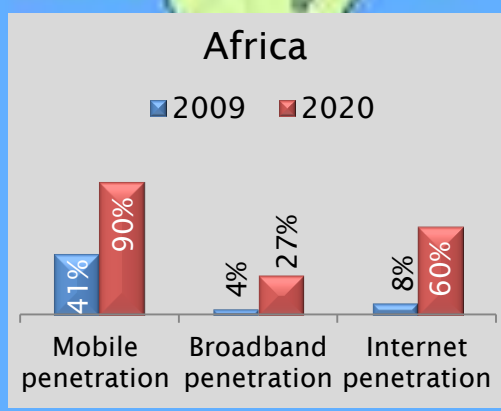 Africa
2009 2020
41% 90% 4% 27% 8% 60%
Mobile penetration
Broadband penetration
Internet penetration